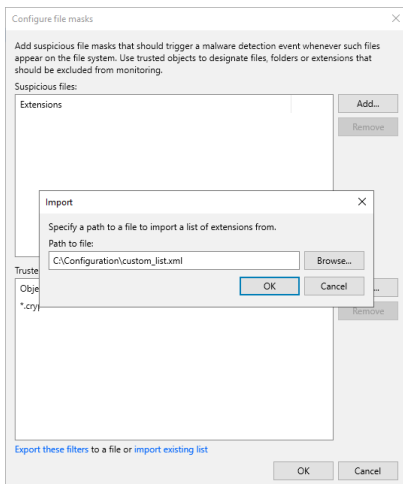 Configure file masks
Add suspicious file masks that should trigger a malware detection event whenever such files
appear on the file system. Use trusted objects to designate files, folders or extensions that
should be excluded from monitoring.
Suspicious files:
Extensions
Add...
Remove
Import
Specify a path to a file to import a list of extensions from.
Path to file:
C:\Configuration\custom_list.xml
Browse...
OK
Cancel
Truste
Obje
...
*.cry
Remove
Export these filters to a file or import existing list
OK
Cancel